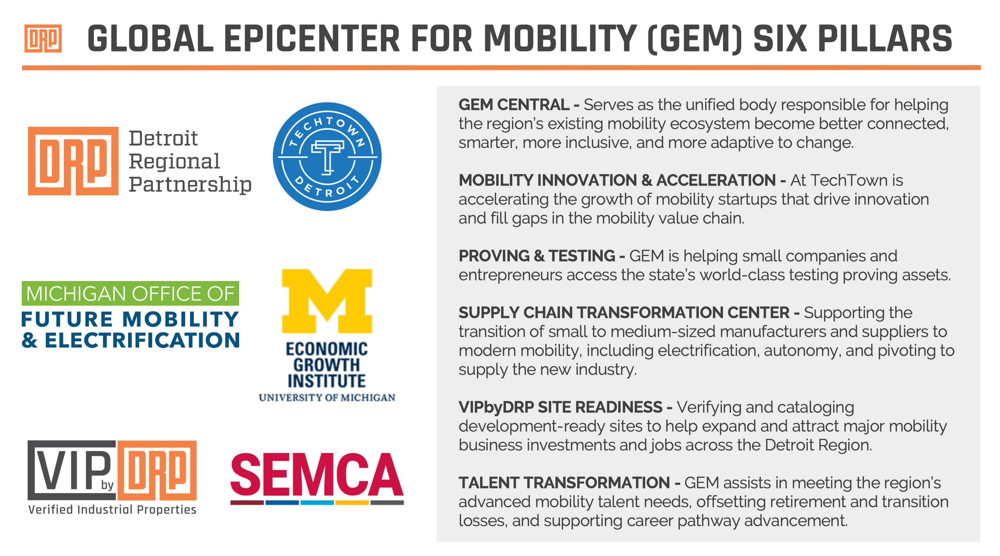 DRP
GLOBAL EPICENTER FOR MOBILITY (GEM) SIX PILLARS
DRP
Detroit
Regional
Partnership
TECHTOWN
T
DETROIT
MICHIGAN OFFICE OF
FUTURE MOBILITY
& ELECTRIFICATION
M
ECONOMIC
GROWTH
INSTITUTE
UNIVERSITY OF MICHIGAN
VIP by DRP
Verified Industrial Properties
SEMCA
GEM CENTRAL - Serves as the unified body responsible for helping
the region’s existing mobility ecosystem become better connected,
smarter, more inclusive, and more adaptive to change.
MOBILITY INNOVATION & ACCELERATION - At TechTown is
accelerating the growth of mobility startups that drive innovation
and fill gaps in the mobility value chain.
PROVING & TESTING - GEM is helping small companies and
entrepreneurs access the state’s world-class testing proving assets.
SUPPLY CHAIN TRANSFORMATION CENTER - Supporting the
transition of small to medium-sized manufacturers and suppliers to
modern mobility, including electrification, autonomy, and pivoting to
supply the new industry.
VIPbyDRP SITE READINESS - Verifying and cataloging
development-ready sites to help expand and attract major mobility
business investments and jobs across the Detroit Region.
TALENT TRANSFORMATION - GEM assists in meeting the region’s
advanced mobility talent needs, offsetting retirement and transition
losses, and supporting career pathway advancement.